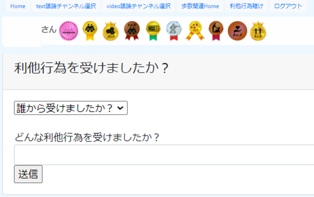 Home text議論チャンネル選択 video議論チャンネル選択 歩数関連Home 利他行為種け ログアウト
さん
利他行為を受けましたか？
誰から受けましたか？
どんな利他行為を受けましたか？
送信